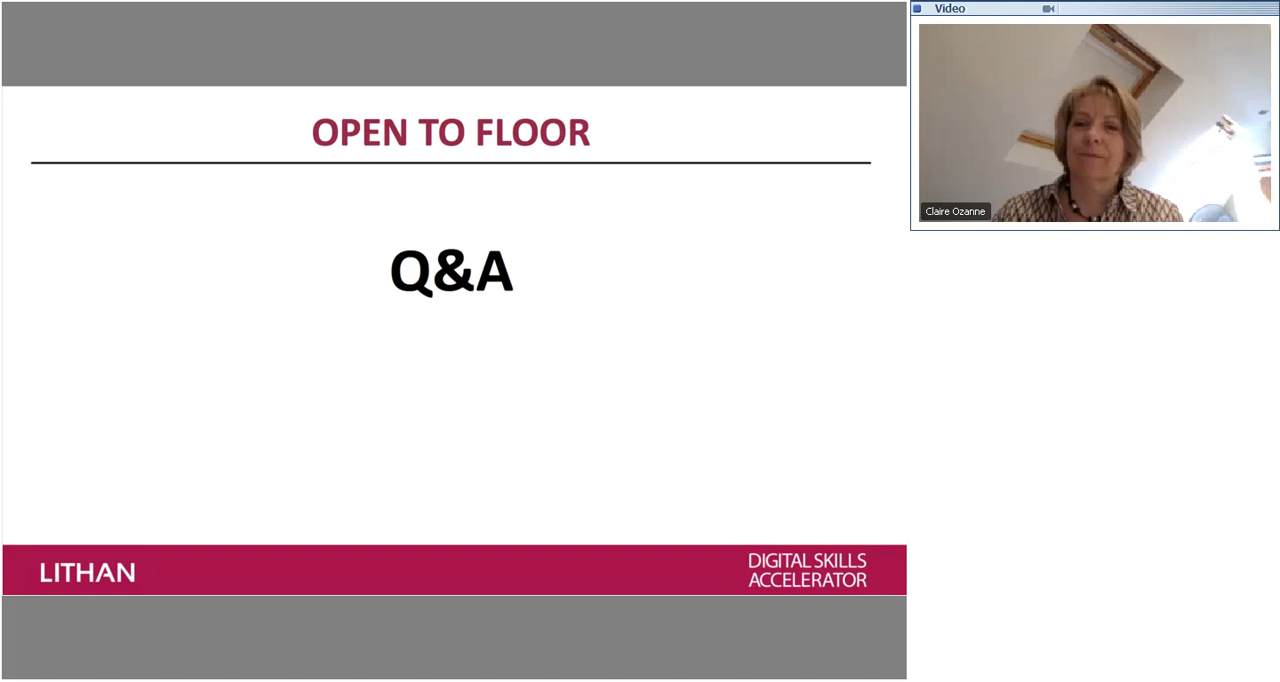 OPEN TO FLOOR
Q&A
LITHAN
DIGITAL SKILLS
ACCELERATOR
Video
Claire Ozanne